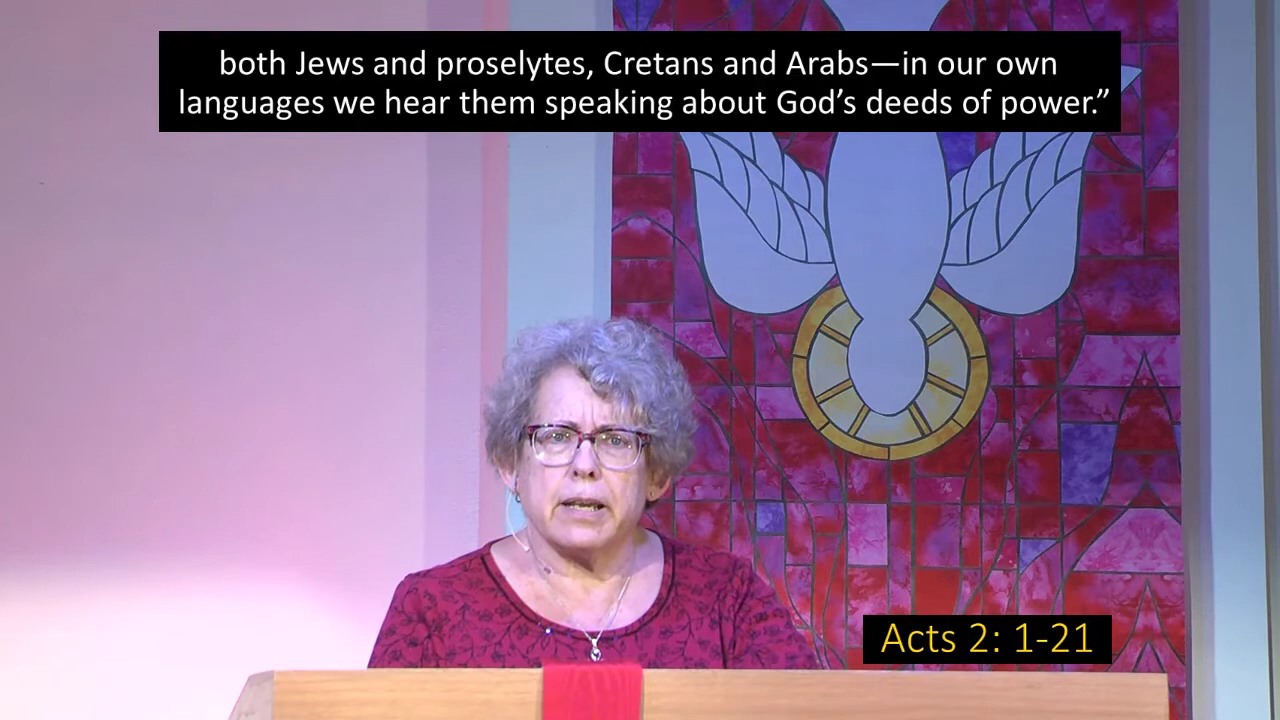 both Jews and proselytes, Cretans and Arabs—in our own
languages we hear them speaking about God’s deeds of power.”
Acts 2: 1-21